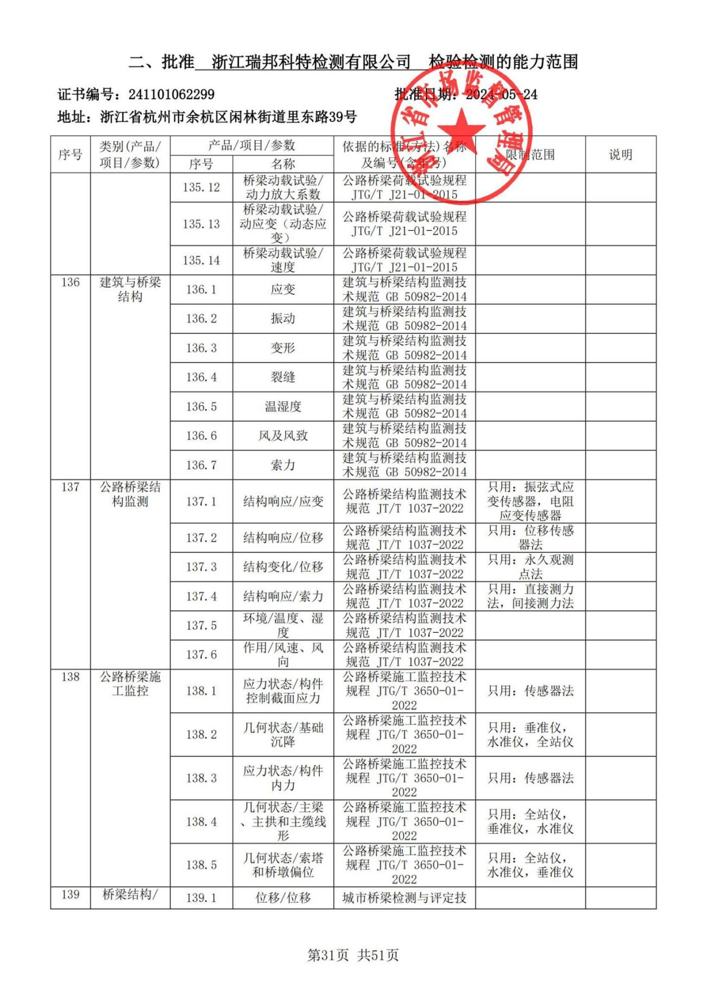 二、批准 浙江瑞邦科特检测有限公司 检验检测的能力范围
证书编号：241101062299 批准日期：2024-05-24
地址：浙江省杭州市余杭区闲林街道里东路39号
浙江省市场监督管理局
序号 类别(产品/项目/参数) 产品/项目/参数 依据的标准(方法)名称及编号(含年号) 限制范围 说明
序号 名称
135.12 桥梁动载试验/动力放大系数 公路桥梁荷载试验规程 JTG/T J21-01-2015
135.13 桥梁动载试验/动应变（动态应变） 公路桥梁荷载试验规程 JTG/T J21-01-2015
135.14 桥梁动载试验/速度 公路桥梁荷载试验规程 JTG/T J21-01-2015
136 建筑与桥梁结构 136.1 应变 建筑与桥梁结构监测技术规范 GB 50982-2014
136.2 振动 建筑与桥梁结构监测技术规范 GB 50982-2014
136.3 变形 建筑与桥梁结构监测技术规范 GB 50982-2014
136.4 裂缝 建筑与桥梁结构监测技术规范 GB 50982-2014
136.5 温湿度 建筑与桥梁结构监测技术规范 GB 50982-2014
136.6 风及风致 建筑与桥梁结构监测技术规范 GB 50982-2014
136.7 索力 建筑与桥梁结构监测技术规范 GB 50982-2014
137 公路桥梁结构监测 137.1 结构响应/应变 公路桥梁结构监测技术规范 JT/T 1037-2022 只用：振弦式应变传感器，电阻应变传感器
137.2 结构响应/位移 公路桥梁结构监测技术规范 JT/T 1037-2022 只用：位移传感器法
137.3 结构变化/位移 公路桥梁结构监测技术规范 JT/T 1037-2022 只用：永久观测点法
137.4 结构响应/索力 公路桥梁结构监测技术规范 JT/T 1037-2022 只用：直接测力法，间接测力法
137.5 环境/温度、湿度 公路桥梁结构监测技术规范 JT/T 1037-2022
137.6 作用/风速、风向 公路桥梁结构监测技术规范 JT/T 1037-2022
138 公路桥梁施工监控 138.1 应力状态/构件控制截面应力 公路桥梁施工监控技术规程 JTG/T 3650-01-2022 只用：传感器法
138.2 几何状态/基础沉降 公路桥梁施工监控技术规程 JTG/T 3650-01-2022 只用：垂准仪，水准仪，全站仪
138.3 应力状态/构件内力 公路桥梁施工监控技术规程 JTG/T 3650-01-2022 只用：传感器法
138.4 几何状态/主梁、主拱和主缆线形 公路桥梁施工监控技术规程 JTG/T 3650-01-2022 只用：全站仪，垂准仪，水准仪
138.5 几何状态/索塔和桥墩偏位 公路桥梁施工监控技术规程 JTG/T 3650-01-2022 只用：全站仪，水准仪，垂准仪
139 桥梁结构/ 139.1 位移/位移 城市桥梁检测与评定技
第31页 共51页